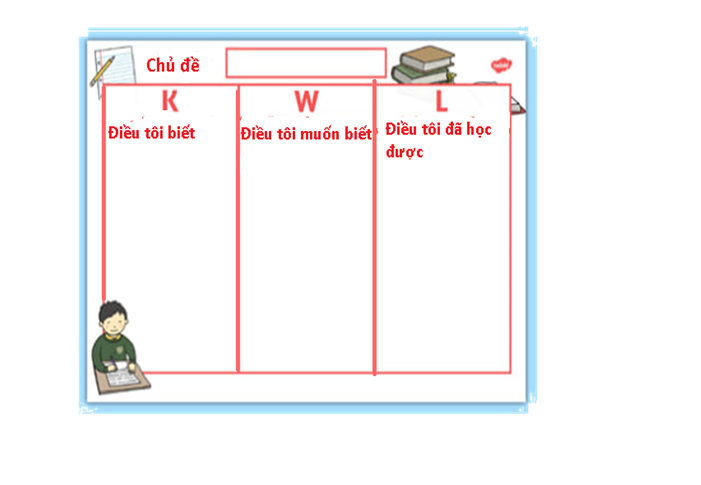 Chủ đề
K W L
Điều tôi biết Điều tôi muốn biết Điều tôi đã học
được